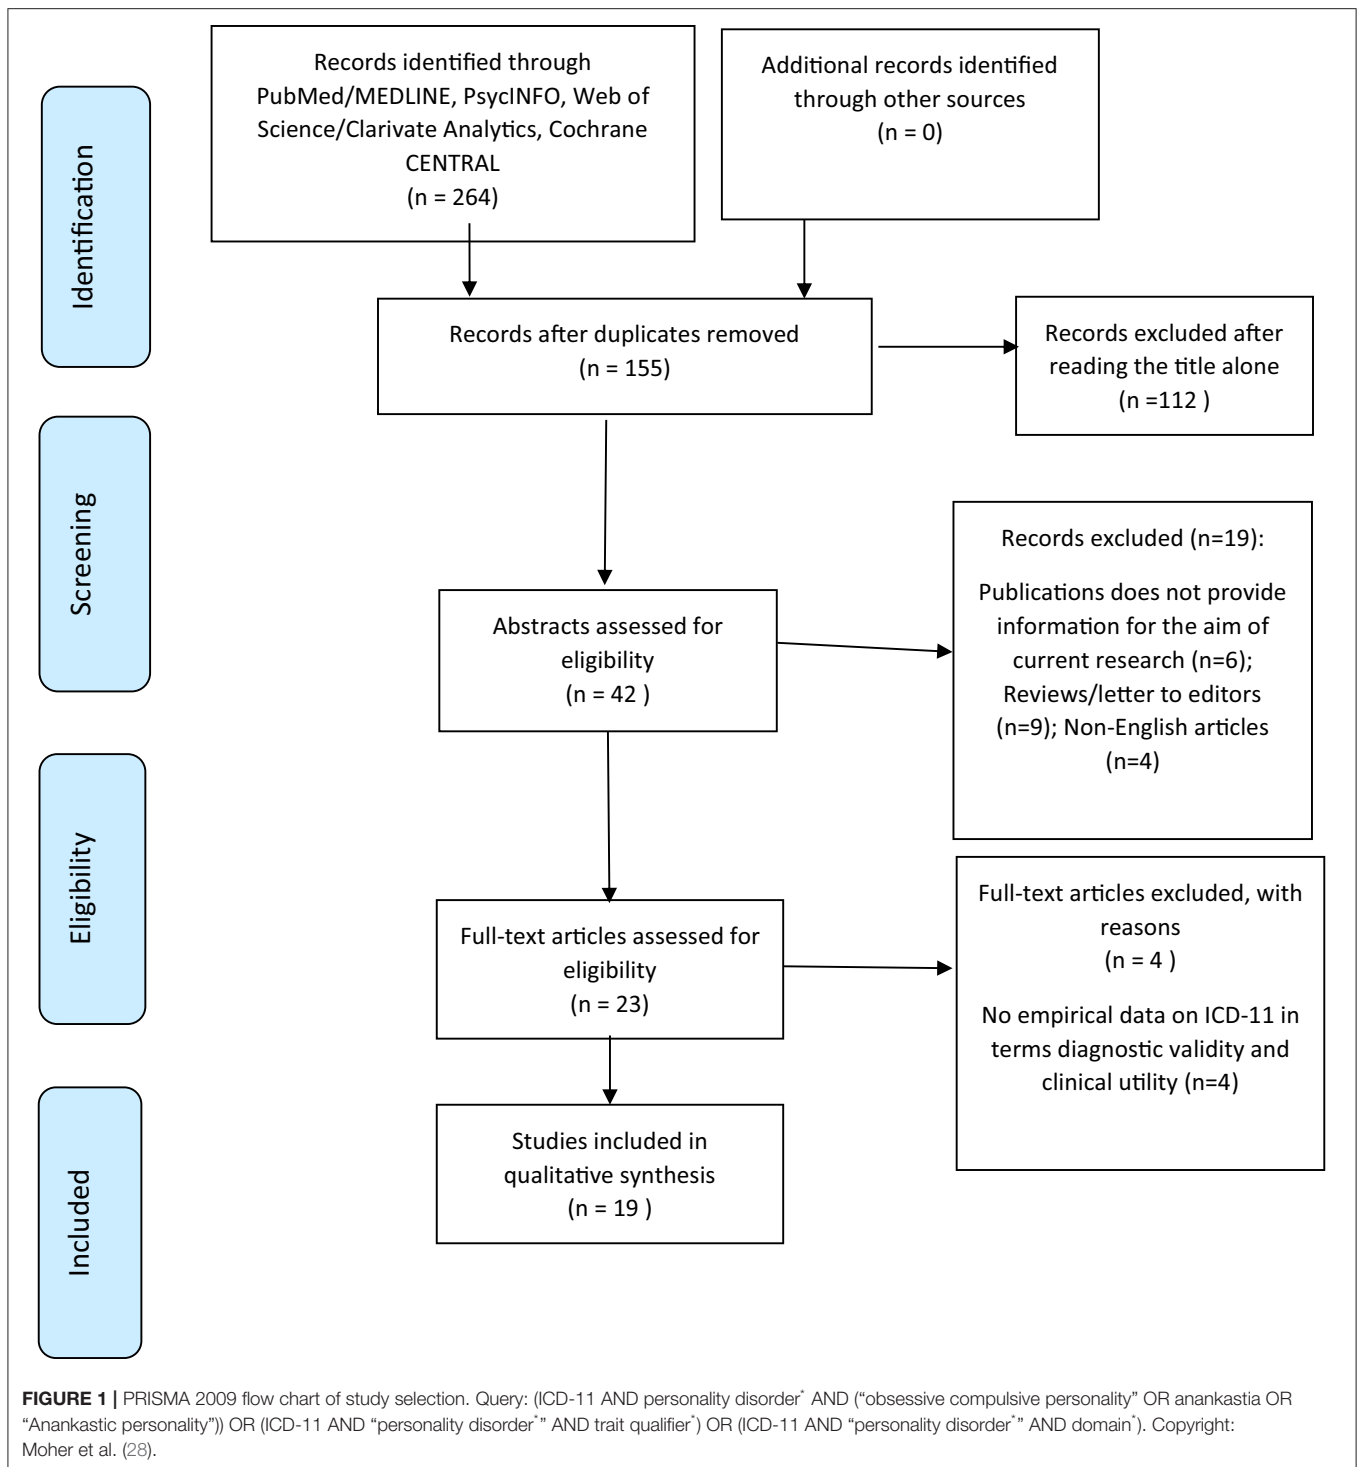 Identification
Records identified through
PubMed/MEDLINE, PsycINFO, Web of
Science/Clarivate Analytics, Cochrane
CENTRAL
(n = 264)
Additional records identified
through other sources
(n = 0)
Records after duplicates removed
(n = 155)
Records excluded after
reading the title alone
(n =112 )
Screening
Abstracts assessed for
eligibility
(n = 42 )
Records excluded (n=19):
Publications does not provide
information for the aim of
current research (n=6);
Reviews/letter to editors
(n=9); Non-English articles
(n=4)
Eligibility
Full-text articles assessed for
eligibility
(n = 23)
Full-text articles excluded, with
reasons
(n = 4 )
No empirical data on ICD-11 in
terms diagnostic validity and
clinical utility (n=4)
Included
Studies included in
qualitative synthesis
(n = 19 )
FIGURE 1 | PRISMA 2009 flow chart of study selection. Query: (ICD-11 AND personality disorder* AND (“obsessive compulsive personality” OR anankastia OR
“Anankastic personality”)) OR (ICD-11 AND “personality disorder*” AND trait qualifier*) OR (ICD-11 AND “personality disorder*” AND domain*). Copyright:
Moher et al. (28).